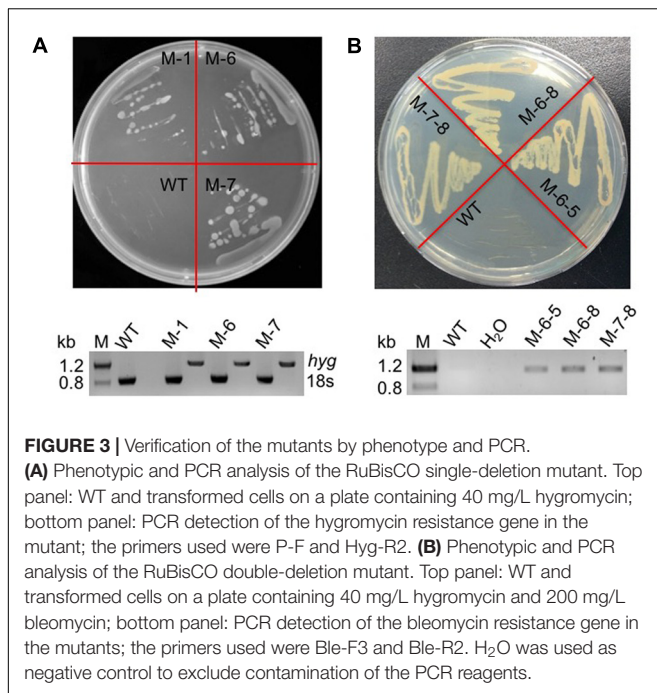 A
B
M-1 M-6
WT M-7
M-7-8
M-6-8
WT
M-6-5
kb M WT M-1 M-6 M-7
1.2
hyg
0.8
18s
kb M WT H₂O M-6-5 M-6-8 M-7-8
1.2
0.8
FIGURE 3 | Verification of the mutants by phenotype and PCR.
(A) Phenotypic and PCR analysis of the RuBisCO single-deletion mutant. Top
panel: WT and transformed cells on a plate containing 40 mg/L hygromycin;
bottom panel: PCR detection of the hygromycin resistance gene in the
mutant; the primers used were P-F and Hyg-R2. (B) Phenotypic and PCR
analysis of the RuBisCO double-deletion mutant. Top panel: WT and
transformed cells on a plate containing 40 mg/L hygromycin and 200 mg/L
bleomycin; bottom panel: PCR detection of the bleomycin resistance gene in
the mutants; the primers used were Ble-F3 and Ble-R2. H₂O was used as
negative control to exclude contamination of the PCR reagents.